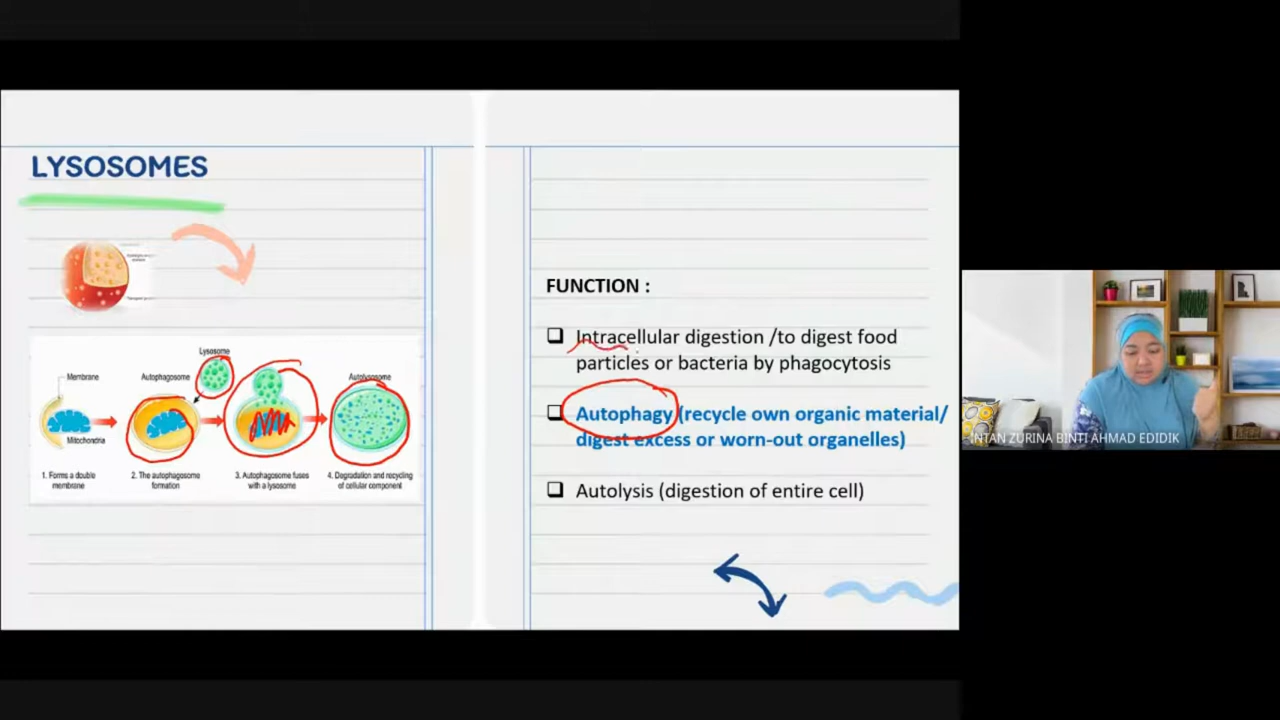 LYSOSOMES
Lysosome
Membrane
Autophagosome
Autolysosome
Mitochondria
1. Forms a double
membrane
2. The autophagosome
formation
3. Autophagosome fuses
with a lysosome
4. Degradation and recycling
of cellular component
FUNCTION :
Intracellular digestion /to digest food
particles or bacteria by phagocytosis
Autophagy (recycle own organic material/
digest excess or worn-out organelles)
Autolysis (digestion of entire cell)
INTAN ZURINA BINTI AHMAD EDIDIK